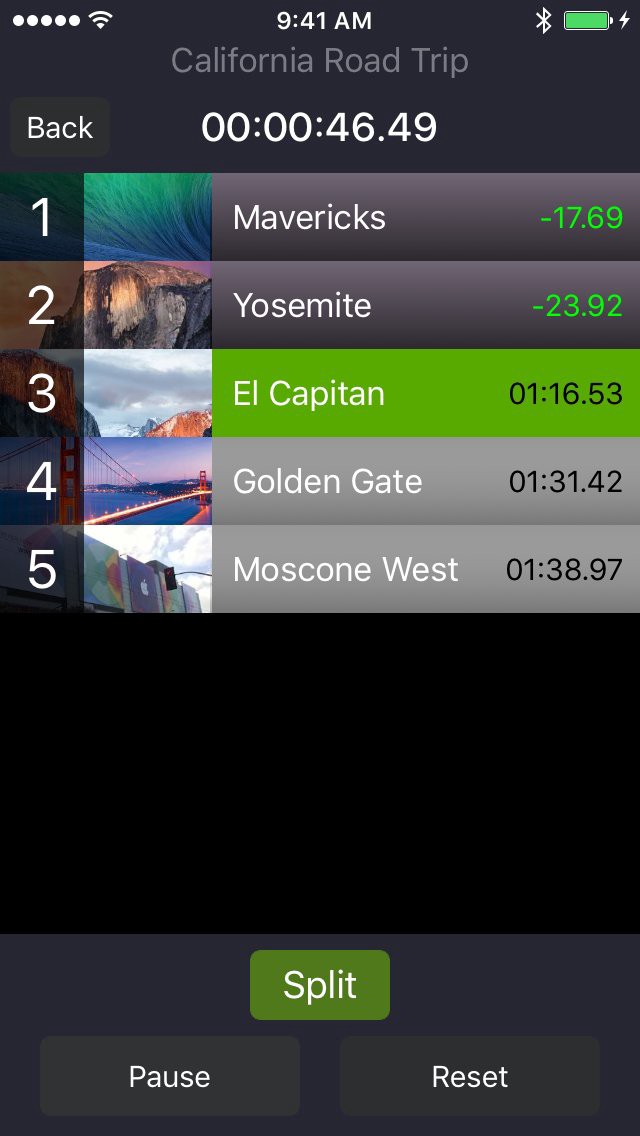 9:41 AM
California Road Trip
Back 00:00:46.49
1 Mavericks -17.69
2 Yosemite -23.92
3 El Capitan 01:16.53
4 Golden Gate 01:31.42
5 Moscone West 01:38.97
Split
Pause Reset